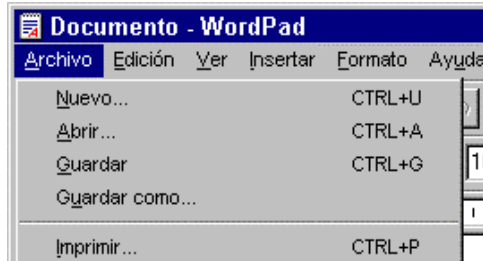 Documento - WordPad
Archivo Edición Ver Insertar Formato Ayuda
Nuevo... CTRL+U
Abrir... CTRL+A
Guardar CTRL+G
Guardar como...
Imprimir... CTRL+P